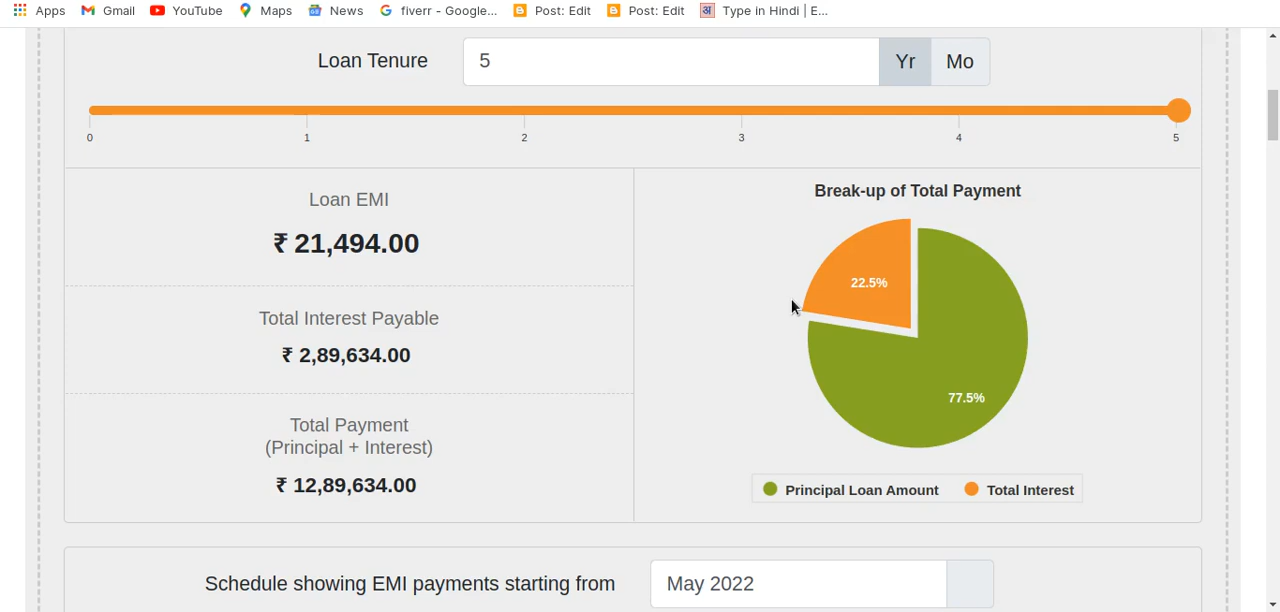 Apps Gmail YouTube Maps News fiverr - Google... Post: Edit Post: Edit अ Type in Hindi | E...
Loan Tenure 5 Yr Mo
0 1 2 3 4 5
Loan EMI
₹ 21,494.00
Total Interest Payable
₹ 2,89,634.00
Total Payment
(Principal + Interest)
₹ 12,89,634.00
Break-up of Total Payment
22.5%
77.5%
Principal Loan Amount Total Interest
Schedule showing EMI payments starting from May 2022